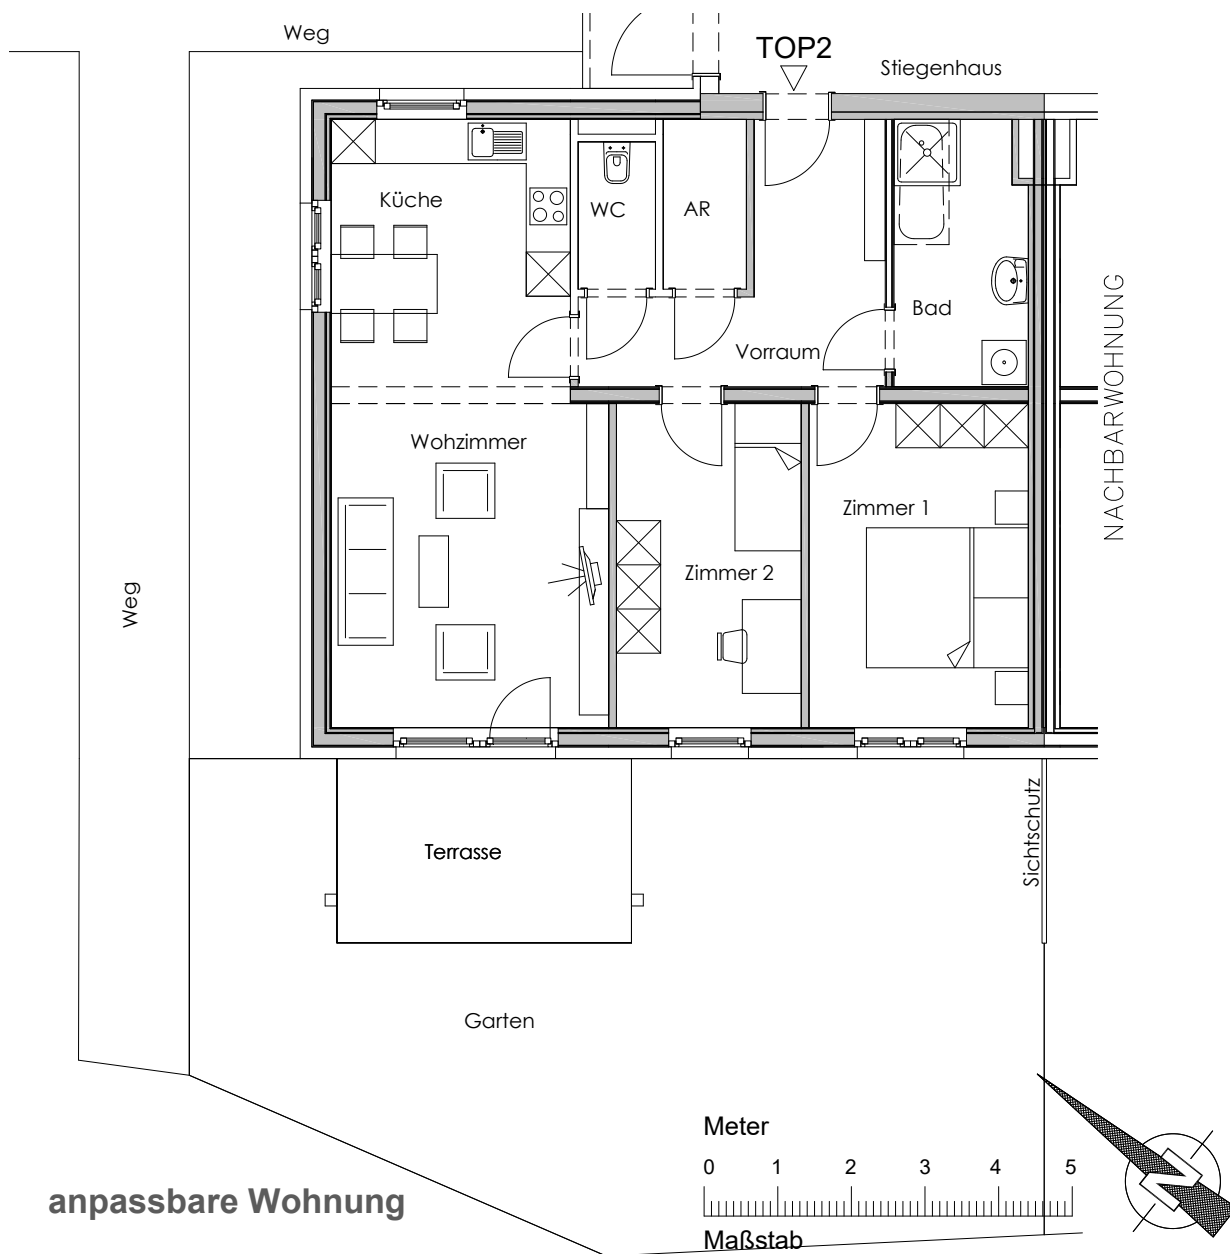 Weg
TOP2
Stiegenhaus
Küche
WC
AR
Bad
Vorraum
NACHBARWOHNUNG
Wohzimmer
Zimmer 1
Zimmer 2
Weg
Terrasse
Sichtschutz
Garten
Meter
0 1 2 3 4 5
Maßstab
anpassbare Wohnung
N